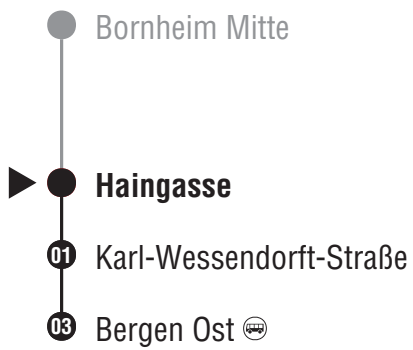 Bornheim Mitte
Haingasse
01 Karl-Wessendorft-Straße
03 Bergen Ost